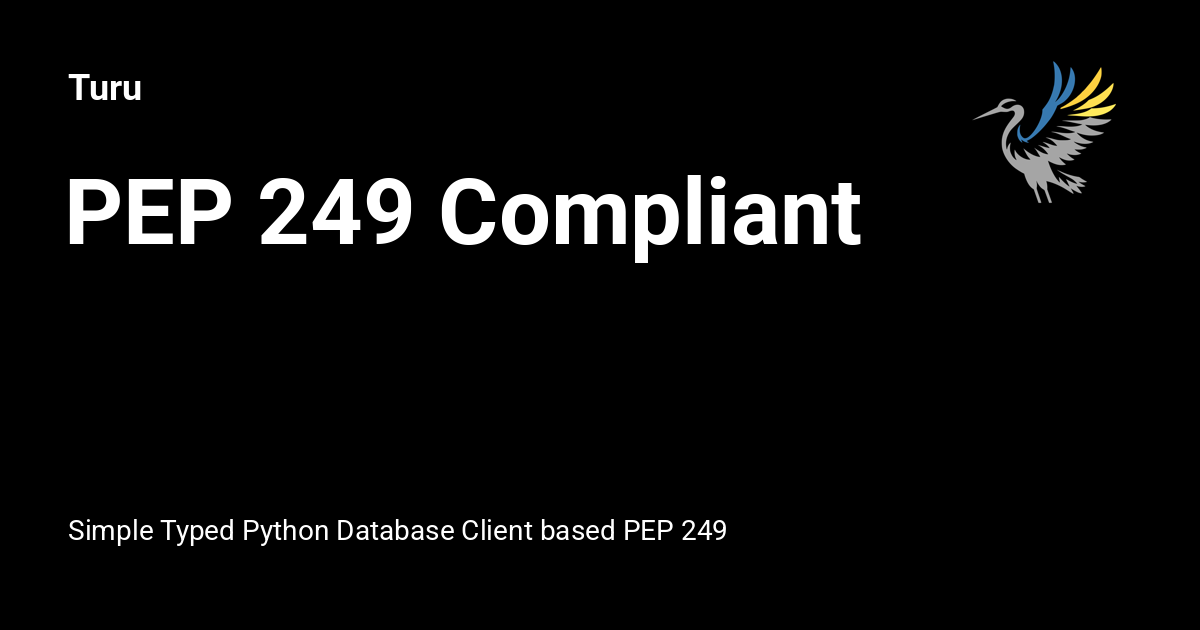 Turu
PEP 249 Compliant
Simple Typed Python Database Client based PEP 249